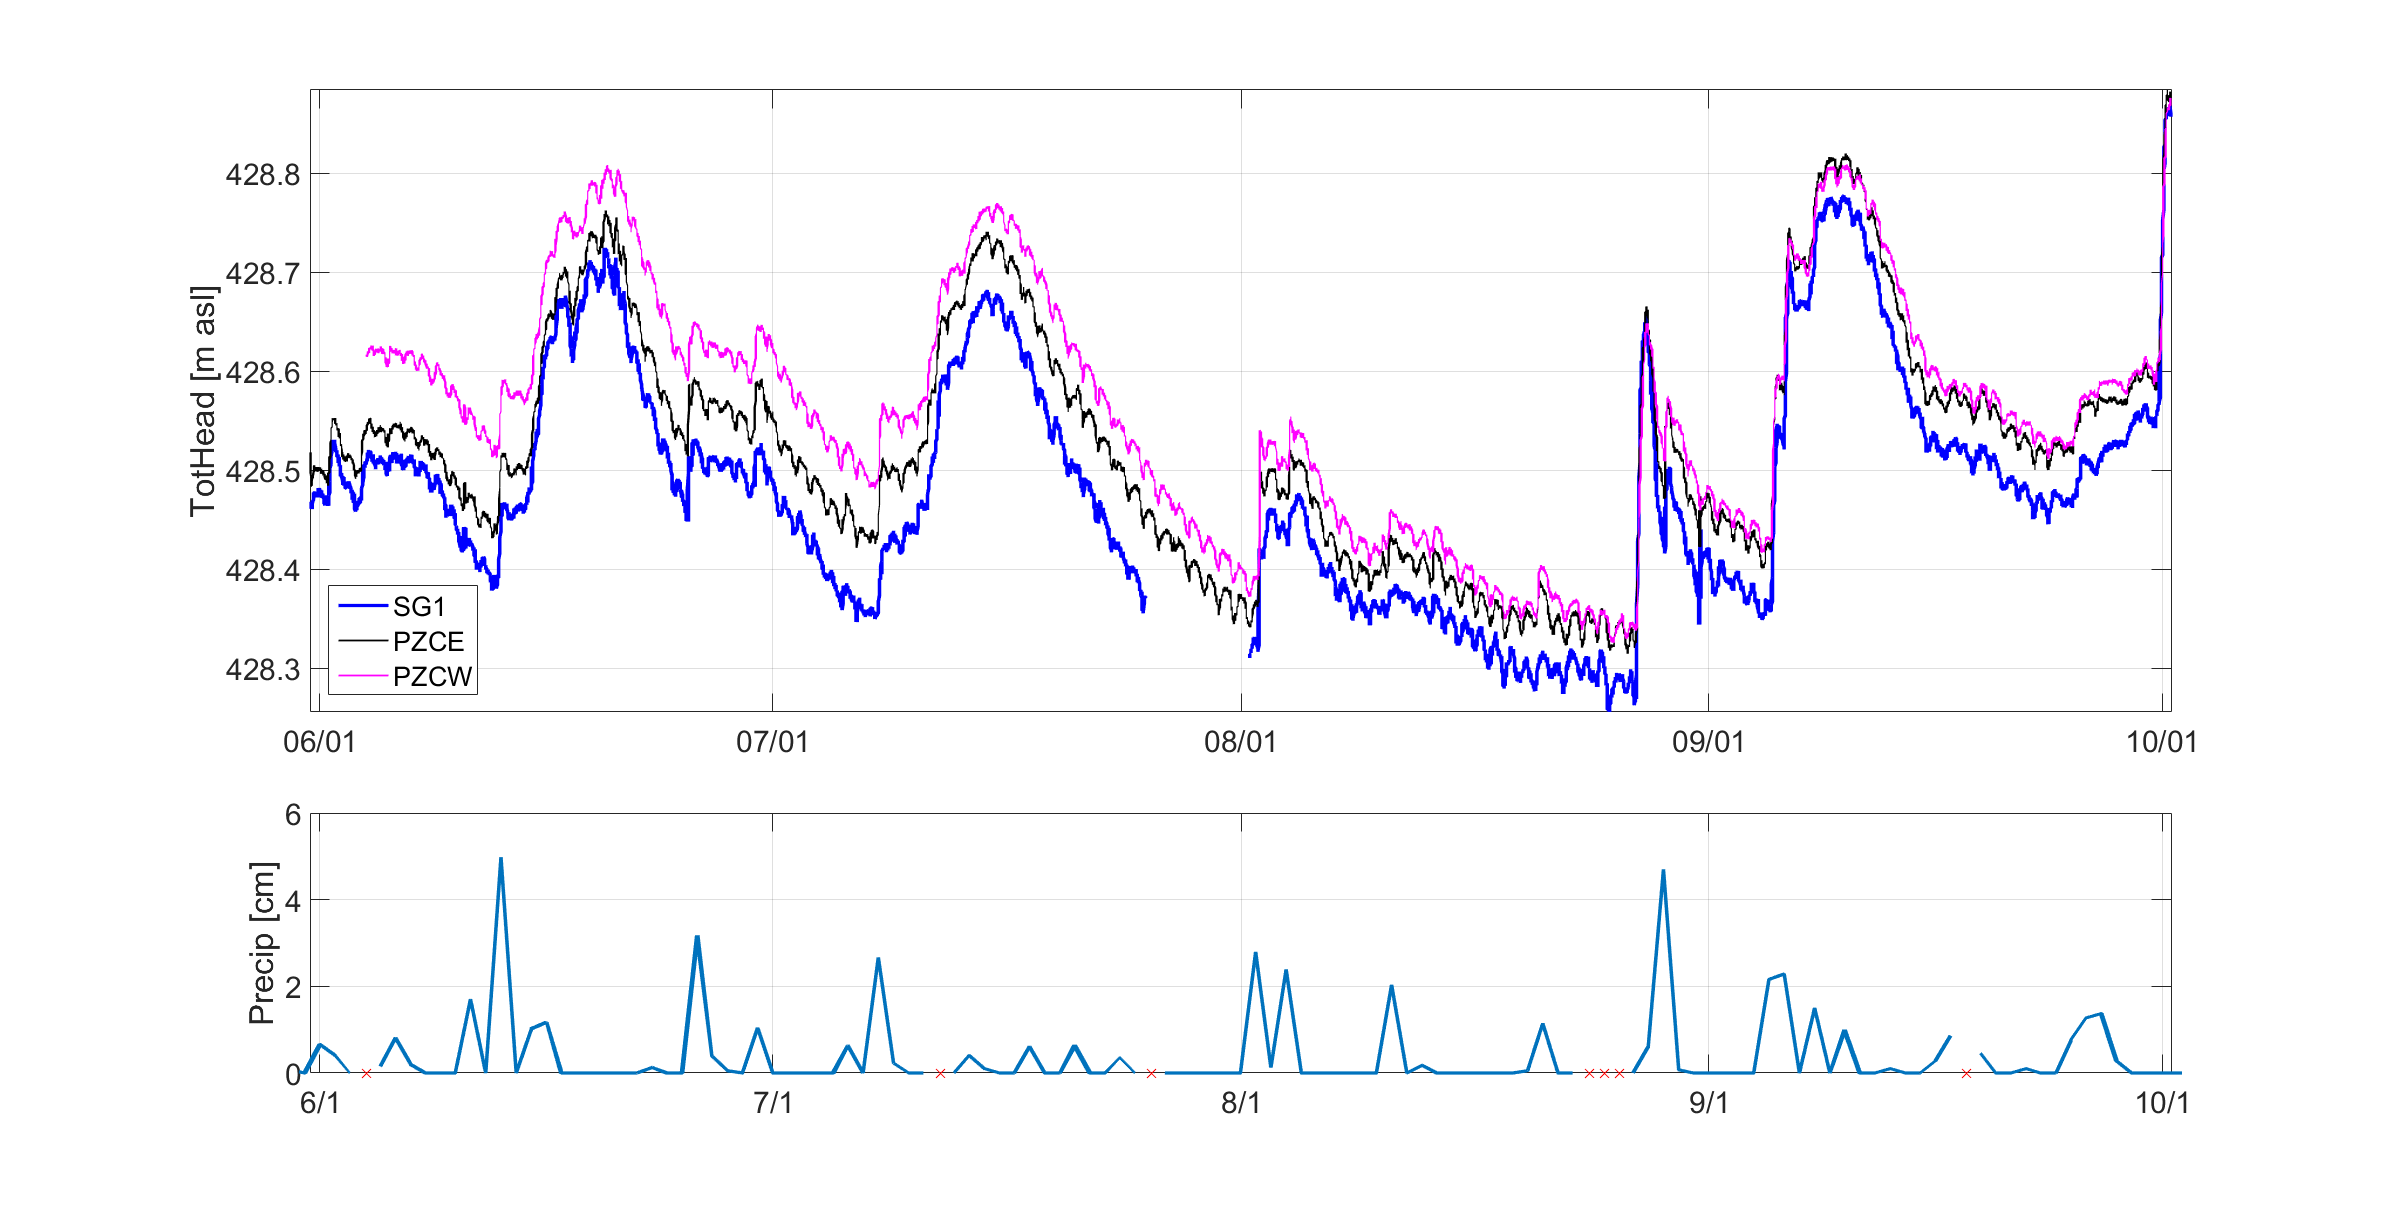 TotHead [m asl]
428.8
428.7
428.6
428.5
428.4
428.3
SG1
PZCE
PZCW
06/01 07/01 08/01 09/01 10/01
Precip [cm]
6
4
2
0
6/1 7/1 8/1 9/1 10/1